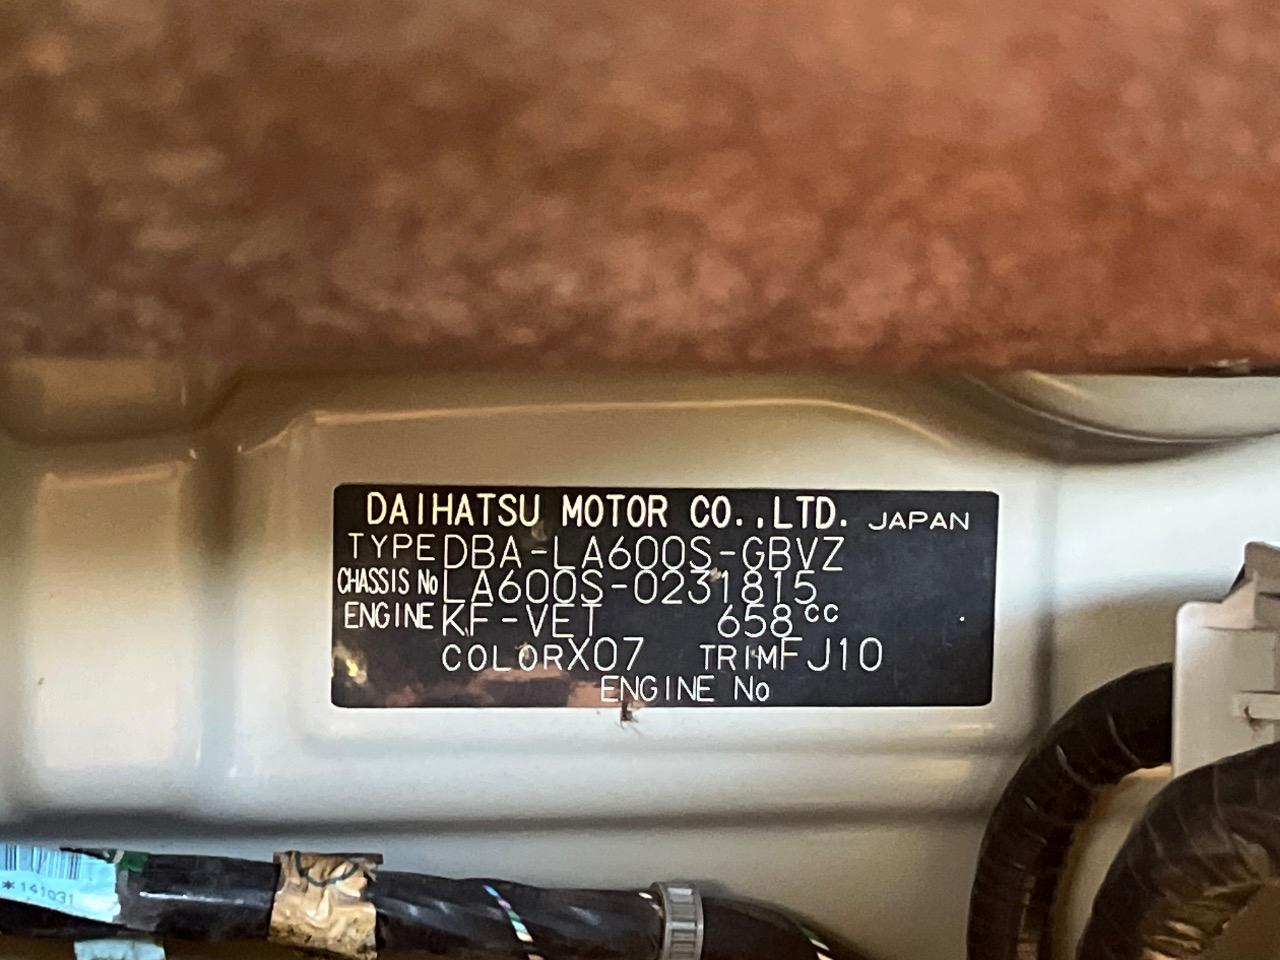 DAIHATSU MOTOR CO.,LTD. JAPAN
TYPE DBA-LA600S-GBVZ
CHASSIS No LA600S-0231815
ENGINE KF-VET 658cc
COLOR X07 TRIM FJ10
ENGINE No
*141031